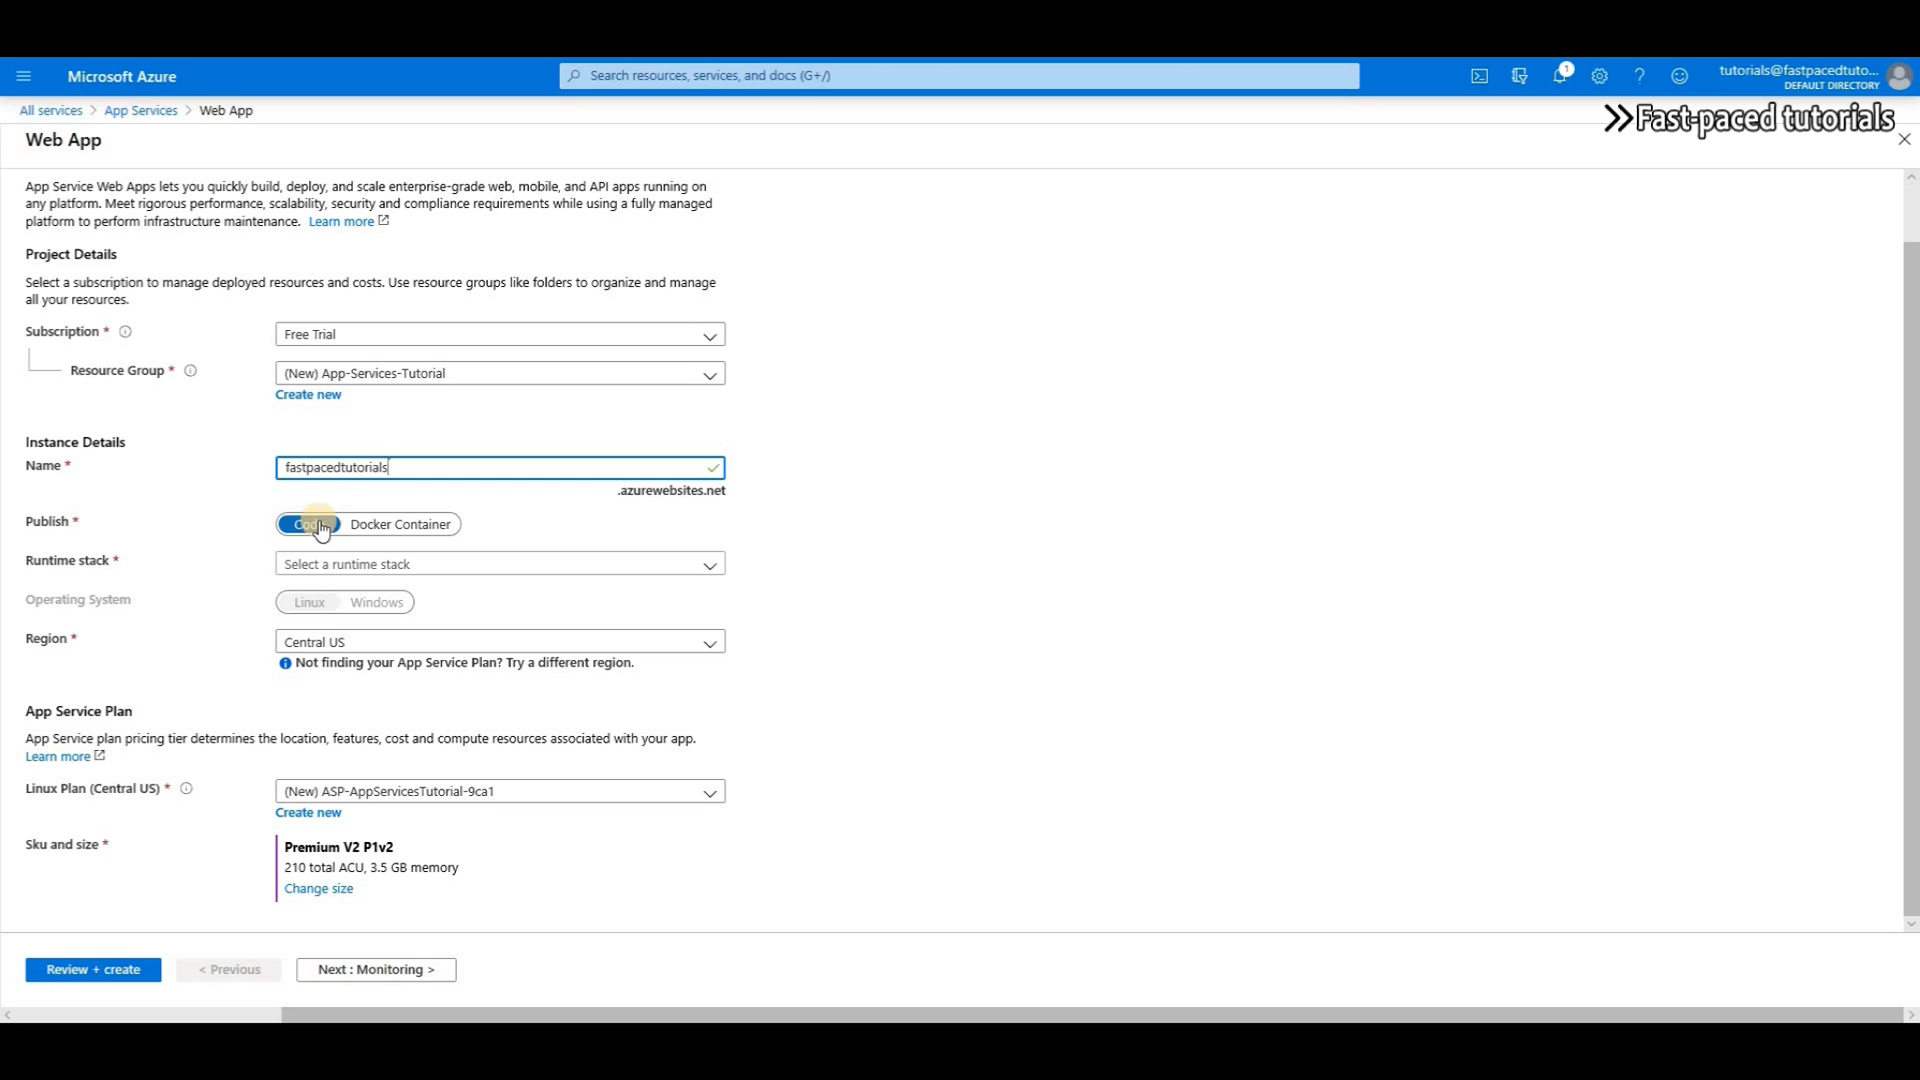 Microsoft Azure
Search resources, services, and docs (G+/)
1
tutorials@fastpacedtuto...
DEFAULT DIRECTORY
All services > App Services > Web App
Fast-paced tutorials
Web App
App Service Web Apps lets you quickly build, deploy, and scale enterprise-grade web, mobile, and API apps running on
any platform. Meet rigorous performance, scalability, security and compliance requirements while using a fully managed
platform to perform infrastructure maintenance. Learn more
Project Details
Select a subscription to manage deployed resources and costs. Use resource groups like folders to organize and manage
all your resources.
Subscription *
Free Trial
Resource Group *
(New) App-Services-Tutorial
Create new
Instance Details
Name *
fastpacedtutorials
.azurewebsites.net
Publish *
Code Docker Container
Runtime stack *
Select a runtime stack
Operating System
Linux Windows
Region *
Central US
Not finding your App Service Plan? Try a different region.
App Service Plan
App Service plan pricing tier determines the location, features, cost and compute resources associated with your app.
Learn more
Linux Plan (Central US) *
(New) ASP-AppServicesTutorial-9ca1
Create new
Sku and size *
Premium V2 P1v2
210 total ACU, 3.5 GB memory
Change size
Review + create
< Previous
Next : Monitoring >